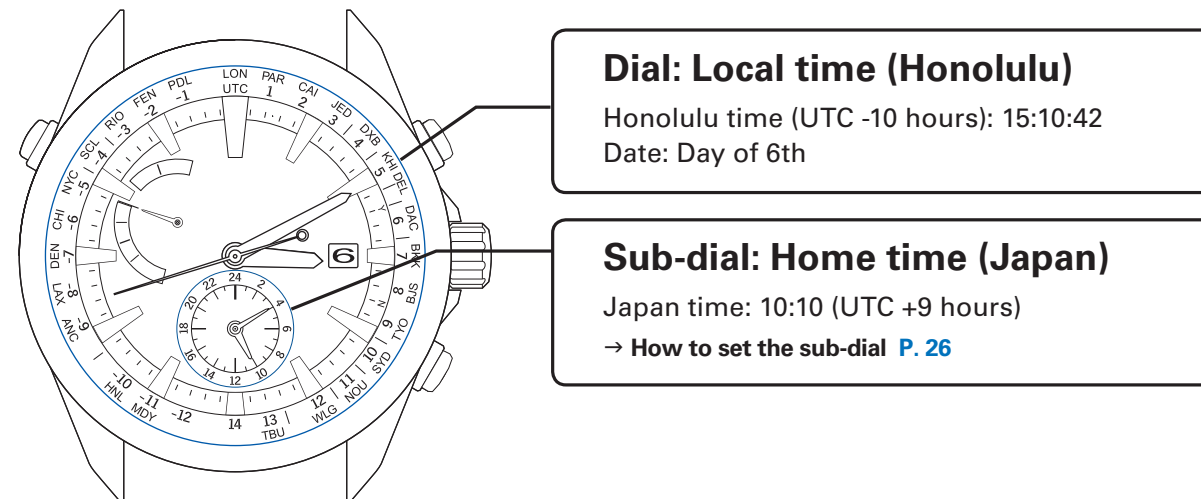 LON PAR CAI JED DXB KHI DEL DAC BKK BJS TYO SYD NOU WLG TBU MDY HNL ANC LAX DEN CHI NYC SCL RIO FEN PDL
UTC 1 2 3 4 5 6 7 8 9 10 11 12 13 14 -12 -11 -10 -9 -8 -7 -6 -5 -4 -3 -2 -1
Y
N
6
24 2 4 6 8 10 12 14 16 18 20 22
Dial: Local time (Honolulu)
Honolulu time (UTC -10 hours): 15:10:42
Date: Day of 6th
Sub-dial: Home time (Japan)
Japan time: 10:10 (UTC +9 hours)
→ How to set the sub-dial P. 26